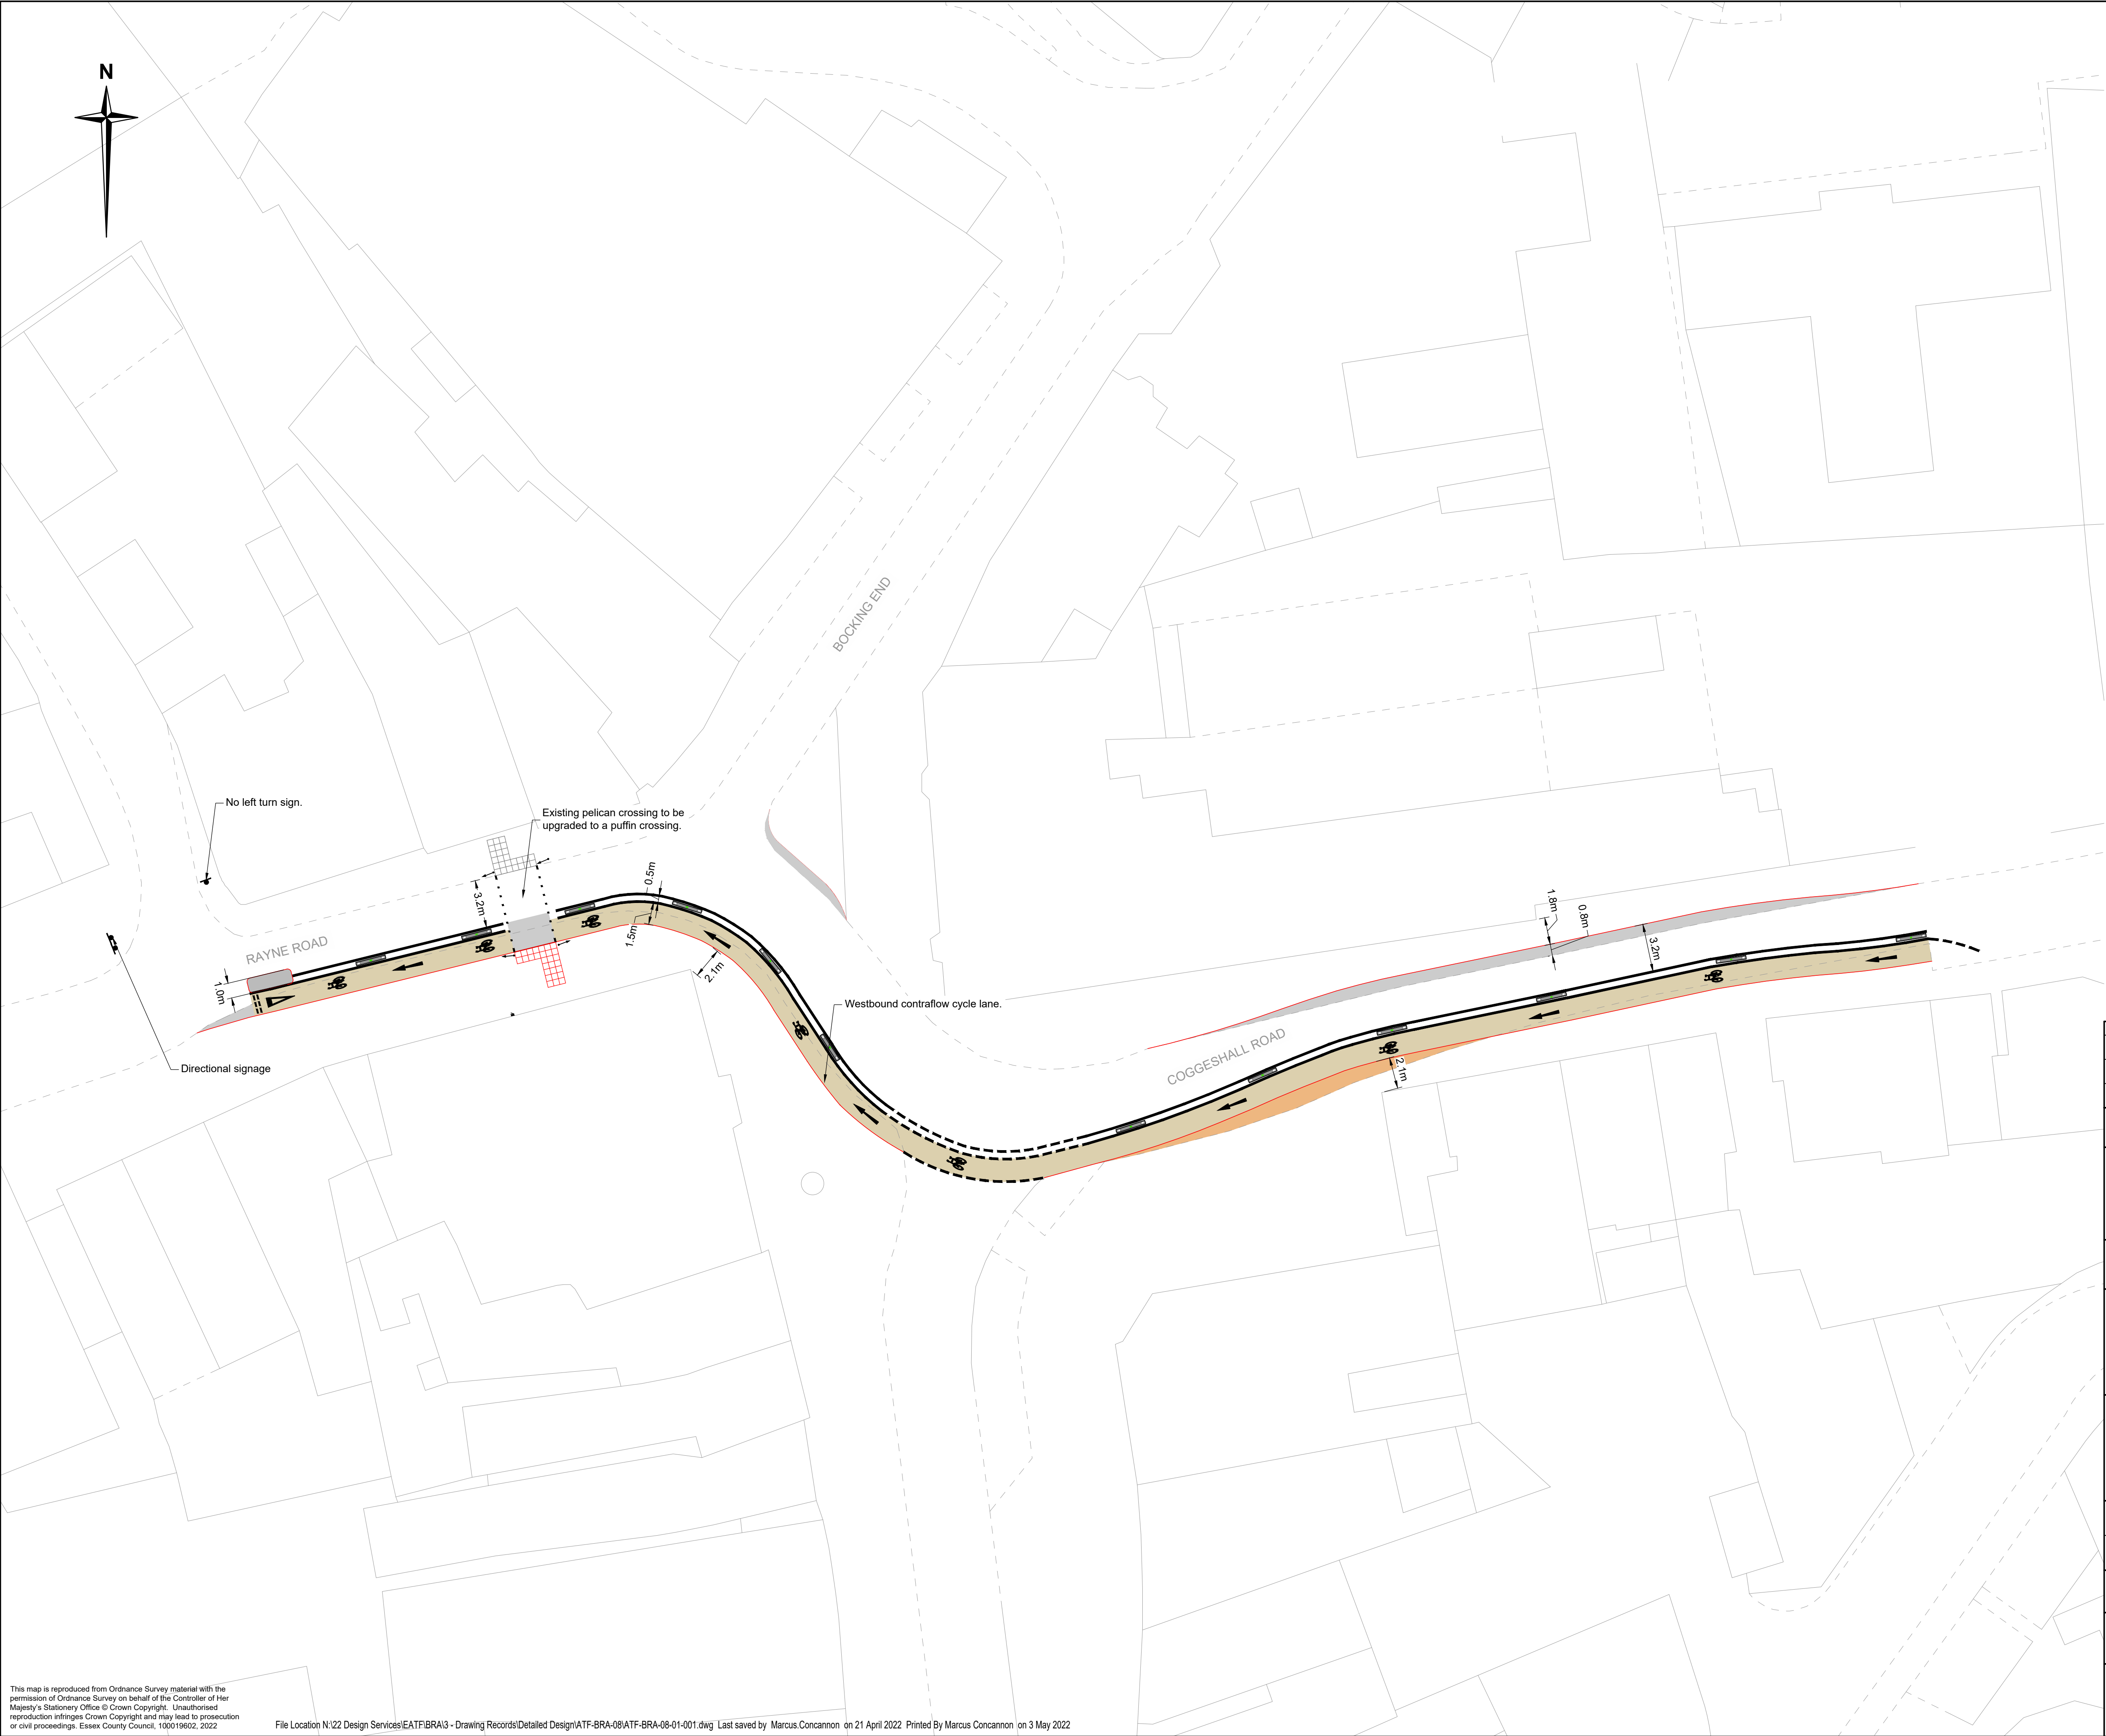 N
BOCKING END
No left turn sign.
Existing pelican crossing to be
upgraded to a puffin crossing.
0.5m
3.2m
1.5m
2.1m
RAYNE ROAD
1.0m
1.8m
0.8m
3.2m
Westbound contraflow cycle lane.
COGGESHALL ROAD
2.1m
Directional signage
This map is reproduced from Ordnance Survey material with the
permission of Ordnance Survey on behalf of the Controller of Her
Majesty's Stationery Office © Crown Copyright. Unauthorised
reproduction infringes Crown Copyright and may lead to prosecution
or civil proceedings. Essex County Council, 100019602, 2022
File Location N:\22 Design Services\EATF\BRA\3 - Drawing Records\Detailed Design\ATF-BRA-08\ATF-BRA-08-01-001.dwg Last saved by Marcus.Concannon on 21 April 2022 Printed By Marcus Concannon on 3 May 2022